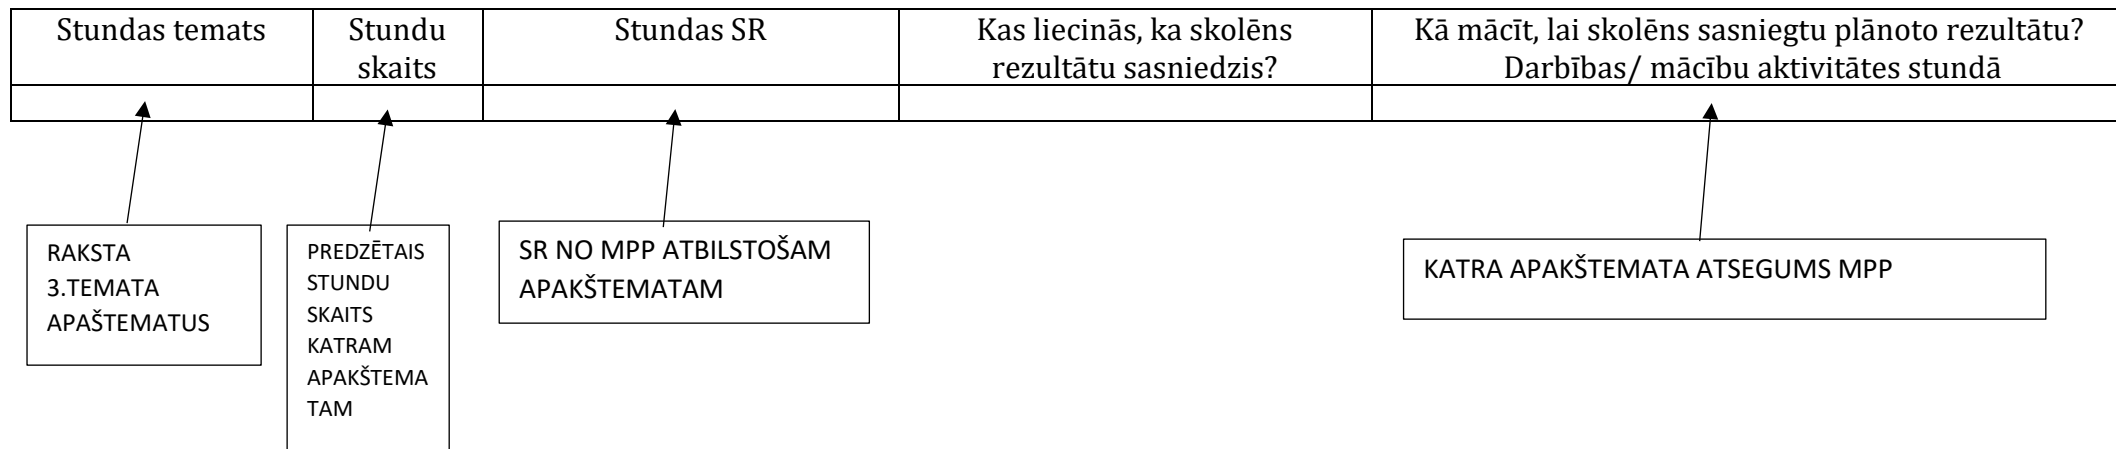 Stundas temats
Stundu
skaits
Stundas SR
Kas liecinās, ka skolēns
rezultātu sasniedzis?
Kā mācīt, lai skolēns sasniegtu plānoto rezultātu?
Darbības/ mācību aktivitātes stundā
RAKSTA
3.TEMATA
APAŠTEMATUS
PREDZĒTAIS
STUNDU
SKAITS
KATRAM
APAKŠTEMA
TAM
SR NO MPP ATBILSTOŠAM
APAKŠTEMATAM
KATRA APAKŠTEMATA ATSEGUMS MPP